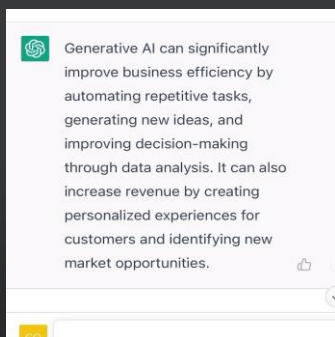 Generative AI can significantly
improve business efficiency by
automating repetitive tasks,
generating new ideas, and
improving decision-making
through data analysis. It can also
increase revenue by creating
personalized experiences for
customers and identifying new
market opportunities.